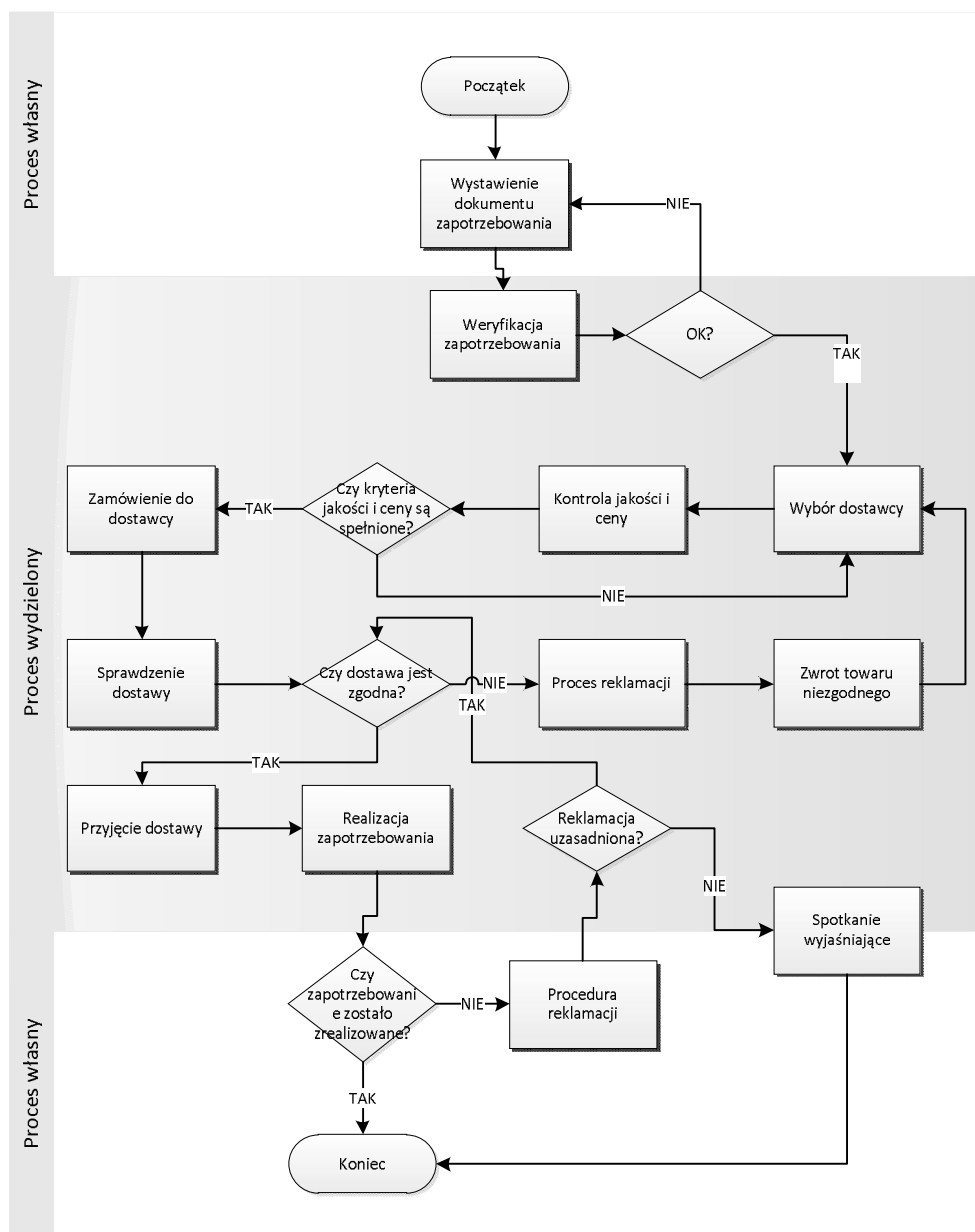 Proces własny
Początek
Wystawienie
dokumentu
zapotrzebowania
NIE
Proces wydzielony
Weryfikacja
zapotrzebowania
OK?
TAK
Zamówienie do
dostawcy
TAK
Czy kryteria
jakości i ceny są
spełnione?
Kontrola jakości i
ceny
Wybór dostawcy
NIE
Sprawdzenie
dostawy
Czy dostawa jest
zgodna?
NIE
TAK
Proces reklamacji
Zwrot towaru
niezgodnego
TAK
Przyjęcie dostawy
Realizacja
zapotrzebowania
Reklamacja
uzasadniona?
NIE
Spotkanie
wyjaśniające
Proces własny
Czy
zapotrzebowani
e zostało
zrealizowane?
NIE
Procedura
reklamacji
TAK
Koniec